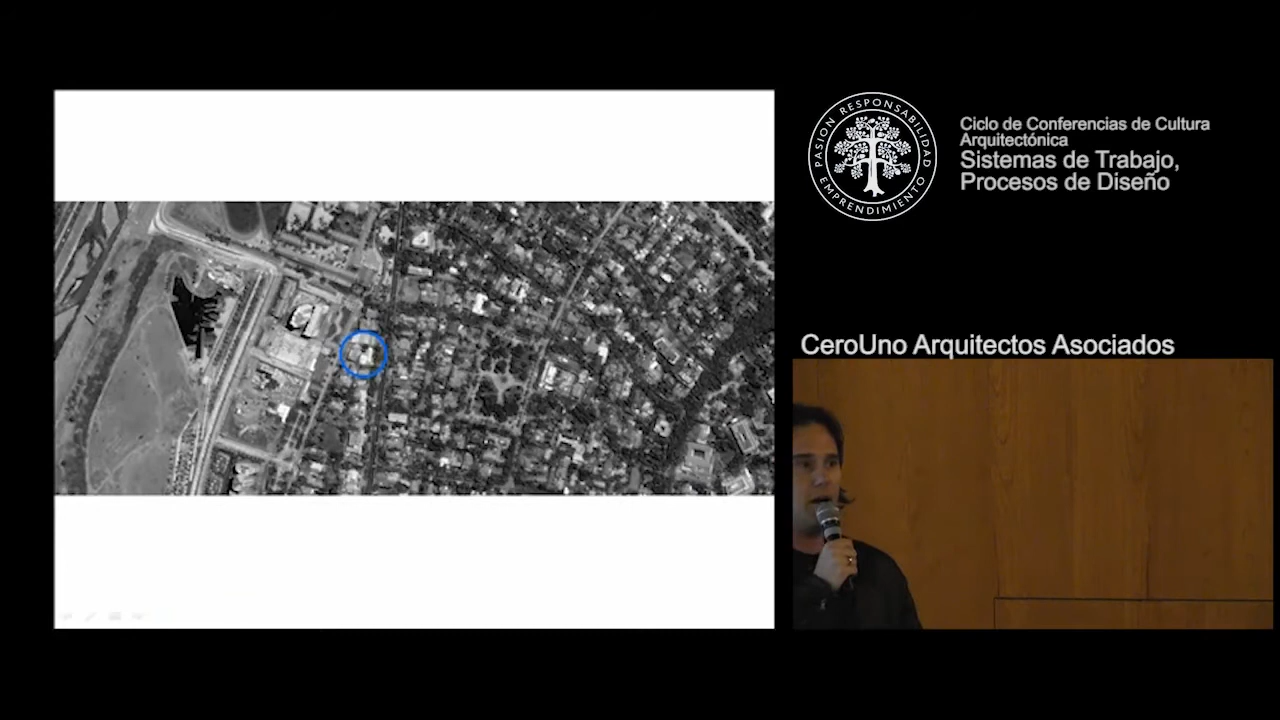 PASION RESPONSABILIDAD
EMPRENDIMIENTO
Ciclo de Conferencias de Cultura
Arquitectónica
Sistemas de Trabajo,
Procesos de Diseño
CeroUno Arquitectos Asociados